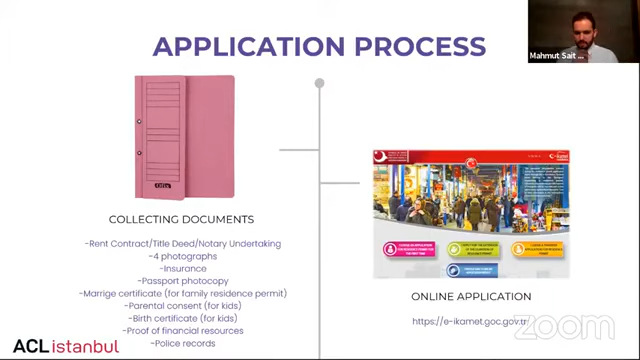 APPLICATION PROCESS
Mahmut Sait ...
COLLECTING DOCUMENTS
-Rent Contract/Title Deed/Notary Undertaking
-4 photographs
-Insurance
-Passport photocopy
-Marrige certificate (for family residence permit)
-Parental consent (for kids)
-Birth certificate (for kids)
-Proof of financial resources
-Police records
ONLINE APPLICATION
https://e-ikamet.goc.gov.tr/
ACListanbul
zoom